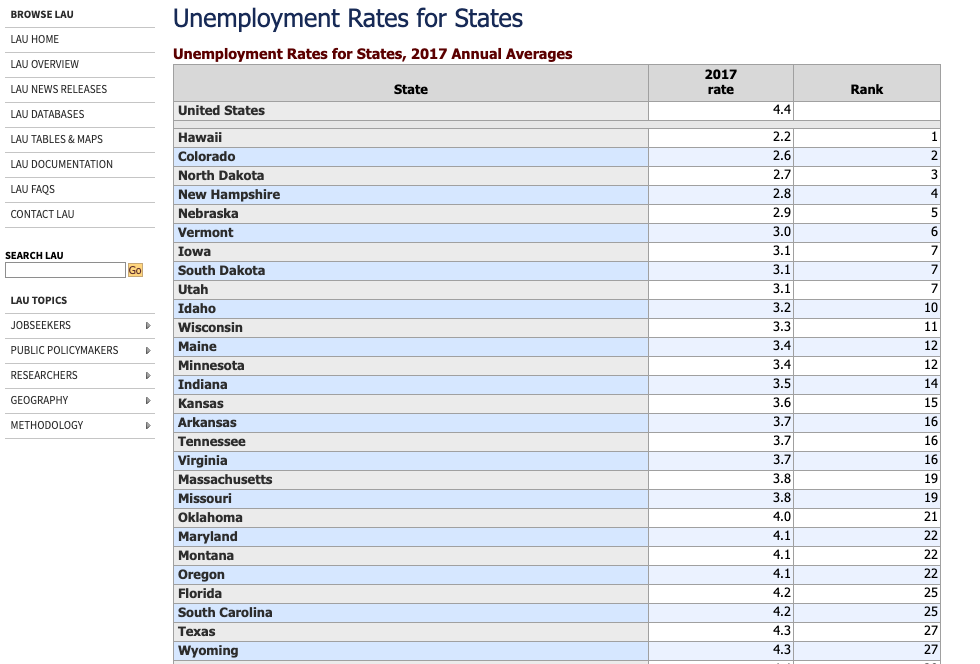 BROWSE LAU
LAU HOME
LAU OVERVIEW
LAU NEWS RELEASES
LAU DATABASES
LAU TABLES & MAPS
LAU DOCUMENTATION
LAU FAQS
CONTACT LAU
SEARCH LAU
Go
LAU TOPICS
JOBSEEKERS
PUBLIC POLICYMAKERS
RESEARCHERS
GEOGRAPHY
METHODOLOGY
Unemployment Rates for States
Unemployment Rates for States, 2017 Annual Averages
State 2017 rate Rank
United States 4.4
Hawaii 2.2 1
Colorado 2.6 2
North Dakota 2.7 3
New Hampshire 2.8 4
Nebraska 2.9 5
Vermont 3.0 6
Iowa 3.1 7
South Dakota 3.1 7
Utah 3.1 7
Idaho 3.2 10
Wisconsin 3.3 11
Maine 3.4 12
Minnesota 3.4 12
Indiana 3.5 14
Kansas 3.6 15
Arkansas 3.7 16
Tennessee 3.7 16
Virginia 3.7 16
Massachusetts 3.8 19
Missouri 3.8 19
Oklahoma 4.0 21
Maryland 4.1 22
Montana 4.1 22
Oregon 4.1 22
Florida 4.2 25
South Carolina 4.2 25
Texas 4.3 27
Wyoming 4.3 27